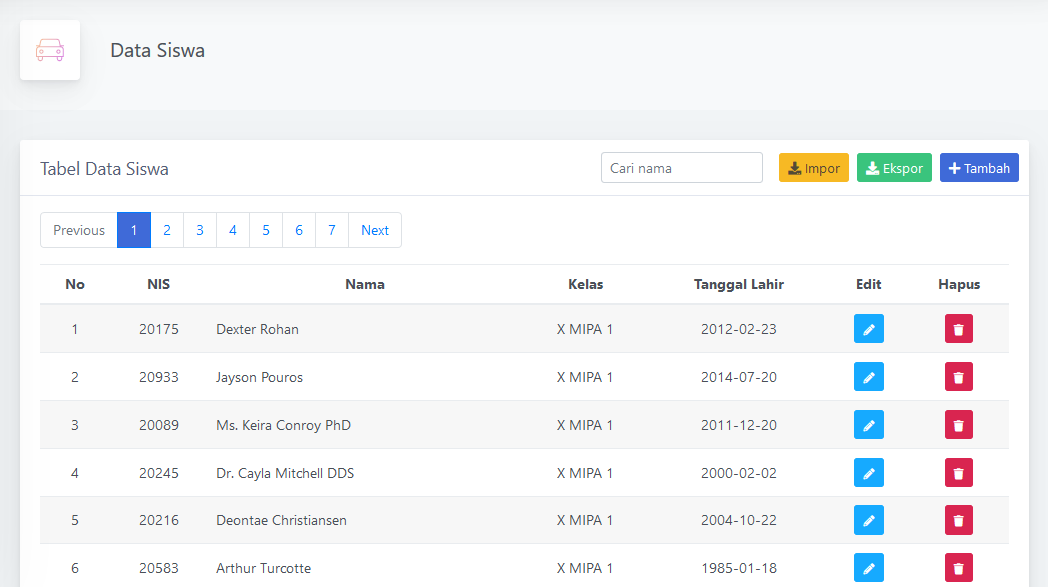 Data Siswa
Tabel Data Siswa Cari nama Impor Ekspor Tambah
Previous 1 2 3 4 5 6 7 Next
No NIS Nama Kelas Tanggal Lahir Edit Hapus
1 20175 Dexter Rohan X MIPA 1 2012-02-23
2 20933 Jayson Pouros X MIPA 1 2014-07-20
3 20089 Ms. Keira Conroy PhD X MIPA 1 2011-12-20
4 20245 Dr. Cayla Mitchell DDS X MIPA 1 2000-02-02
5 20216 Deontae Christiansen X MIPA 1 2004-10-22
6 20583 Arthur Turcotte X MIPA 1 1985-01-18